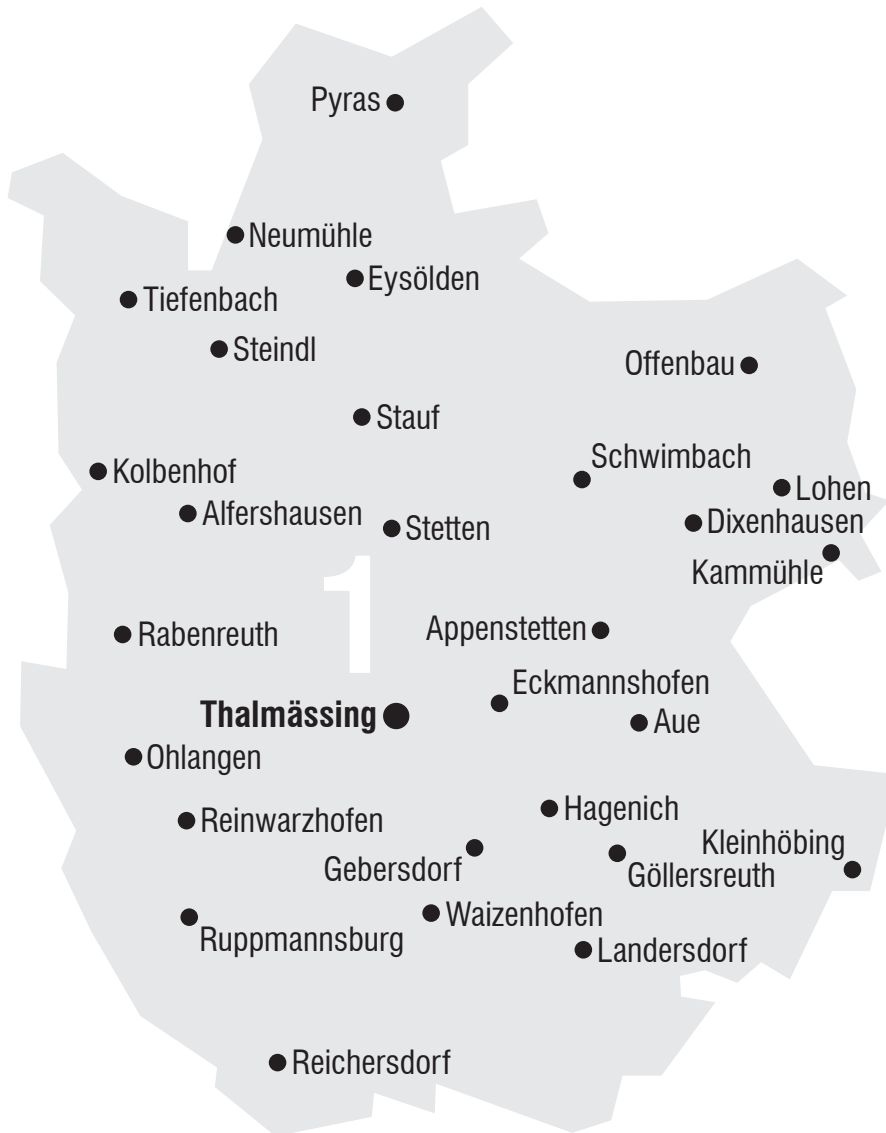 Pyras
Neumühle
Eysölden
Tiefenbach
Steindl
Offenbau
Stauf
Schwimbach
Kolbenhof
Lohen
Alfershausen
Stetten
Dixenhausen
Kammühle
1
Rabenreuth
Appenstetten
Eckmannshofen
Thalmässing
Aue
Ohlangen
Hagenich
Reinwarzhofen
Kleinhöbing
Gebersdorf
Göllersreuth
Waizenhofen
Ruppmannsburg
Landersdorf
Reichersdorf